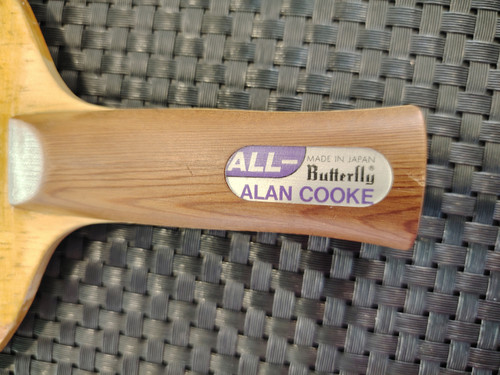 ALL-
MADE IN JAPAN
Butterfly®
ALAN COOKE